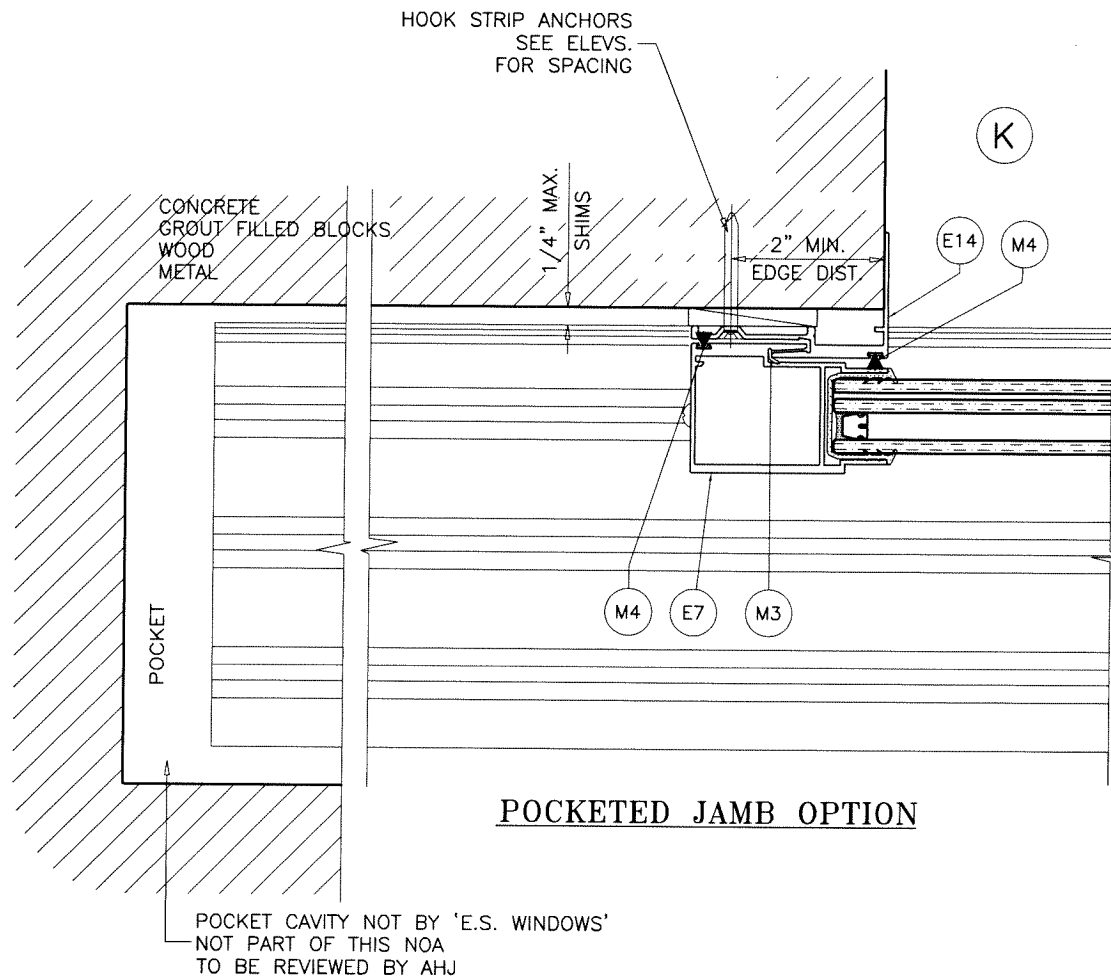 HOOK STRIP ANCHORS
SEE ELEVS.
FOR SPACING
K
CONCRETE
GROUT FILLED BLOCKS
WOOD
METAL
1/4" MAX.
SHIMS
2" MIN.
EDGE DIST.
E14
M4
M4
E7
M3
POCKET
POCKETED JAMB OPTION
POCKET CAVITY NOT BY 'E.S. WINDOWS'
NOT PART OF THIS NOA
TO BE REVIEWED BY AHJ